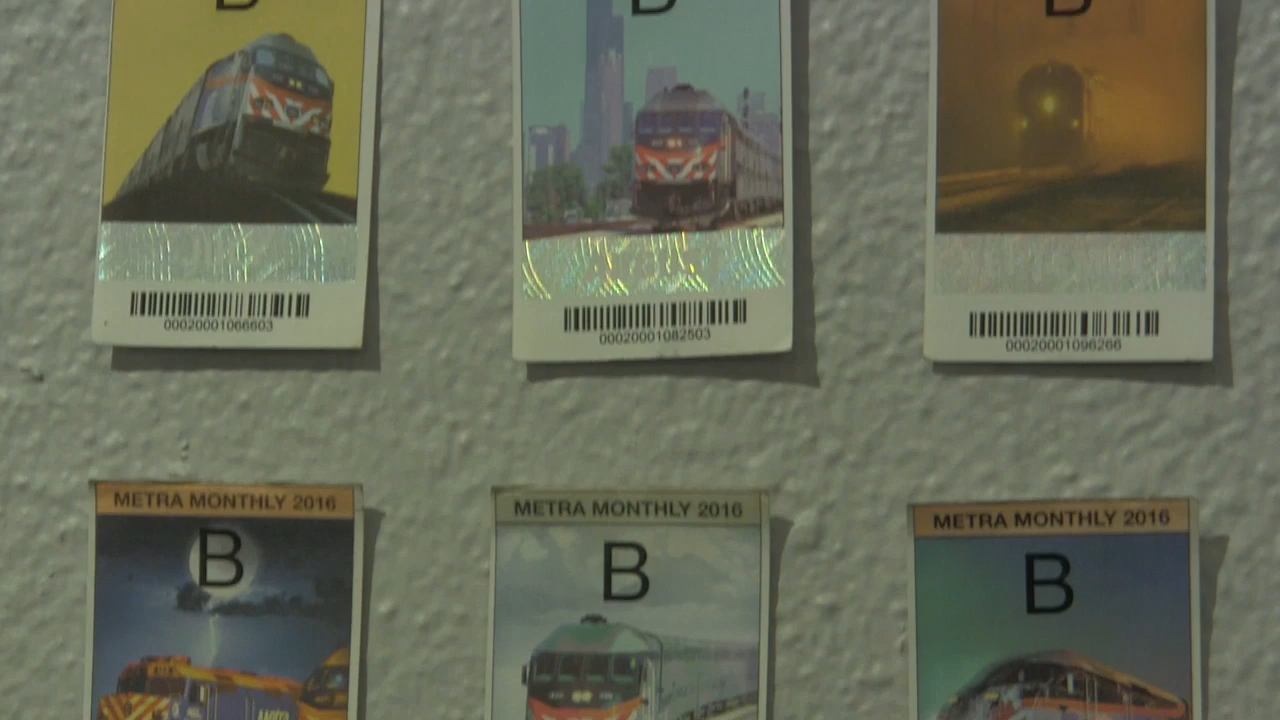 B
B
B
00020001066603
00020001082503
00020001096266
METRA MONTHLY 2016
METRA MONTHLY 2016
METRA MONTHLY 2016
B
B
B